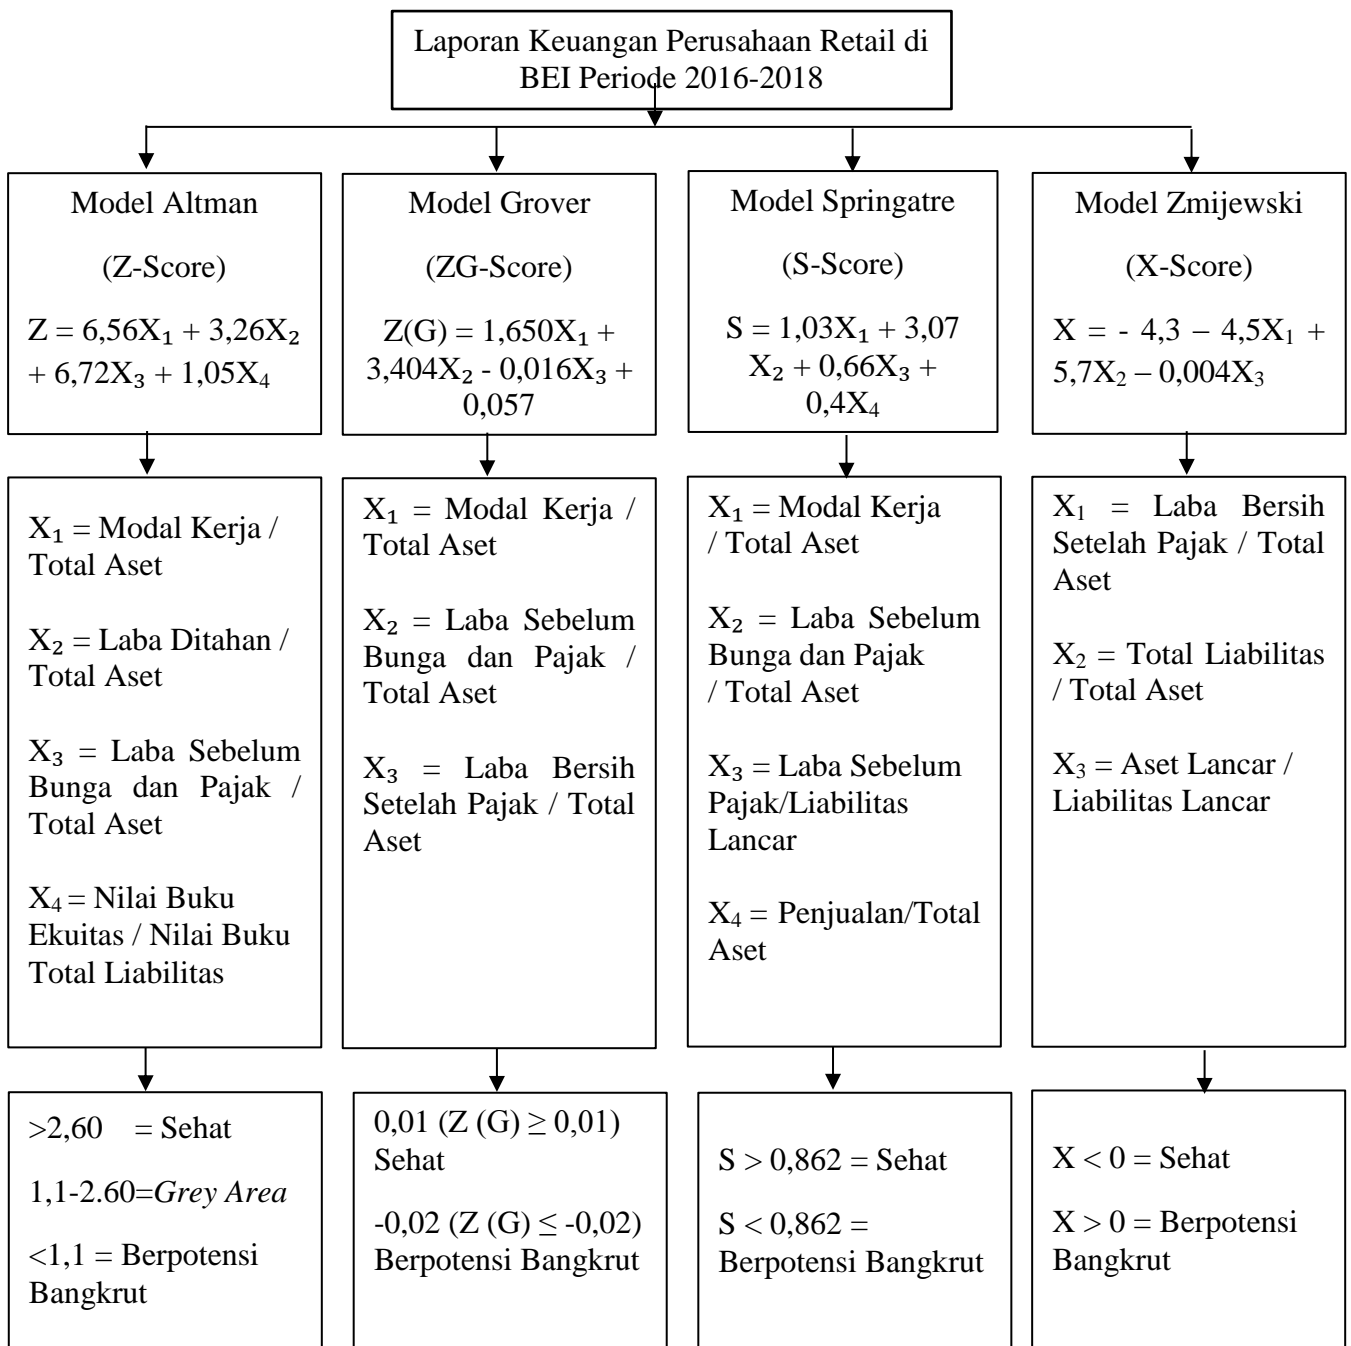 Laporan Keuangan Perusahaan Retail di
BEI Periode 2016-2018
Model Altman
(Z-Score)
Z = 6,56X₁ + 3,26X₂
+ 6,72X₃ + 1,05X₄
Model Grover
(ZG-Score)
Z(G) = 1,650X₁ +
3,404X₂ - 0,016X₃ +
0,057
Model Springatre
(S-Score)
S = 1,03X₁ + 3,07
X₂ + 0,66X₃ +
0,4X₄
Model Zmijewski
(X-Score)
X = - 4,3 – 4,5X₁ +
5,7X₂ – 0,004X₃
X₁ = Modal Kerja /
Total Aset
X₂ = Laba Ditahan /
Total Aset
X₃ = Laba Sebelum
Bunga dan Pajak /
Total Aset
X₄ = Nilai Buku
Ekuitas / Nilai Buku
Total Liabilitas
X₁ = Modal Kerja /
Total Aset
X₂ = Laba Sebelum
Bunga dan Pajak /
Total Aset
X₃ = Laba Bersih
Setelah Pajak / Total
Aset
X₁ = Modal Kerja
/ Total Aset
X₂ = Laba Sebelum
Bunga dan Pajak
/ Total Aset
X₃ = Laba Sebelum
Pajak/Liabilitas
Lancar
X₄ = Penjualan/Total
Aset
X₁ = Laba Bersih
Setelah Pajak / Total
Aset
X₂ = Total Liabilitas
/ Total Aset
X₃ = Aset Lancar /
Liabilitas Lancar
>2,60 = Sehat
1,1-2.60=Grey Area
<1,1 = Berpotensi
Bangkrut
0,01 (Z (G) ≥ 0,01)
Sehat
-0,02 (Z (G) ≤ -0,02)
Berpotensi Bangkrut
S > 0,862 = Sehat
S < 0,862 =
Berpotensi Bangkrut
X < 0 = Sehat
X > 0 = Berpotensi
Bangkrut